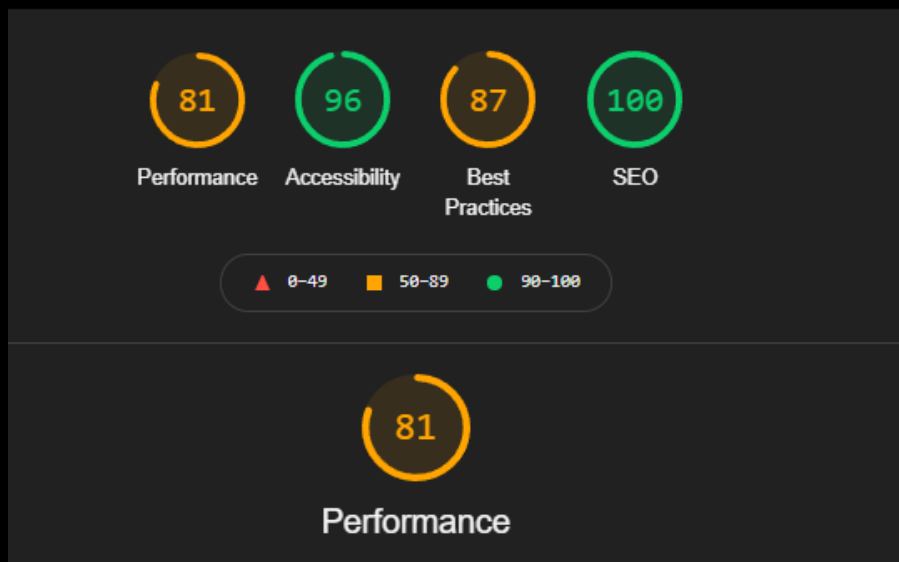 81 96 87 100
Performance Accessibility Best Practices SEO
0–49 50–89 90–100
81
Performance